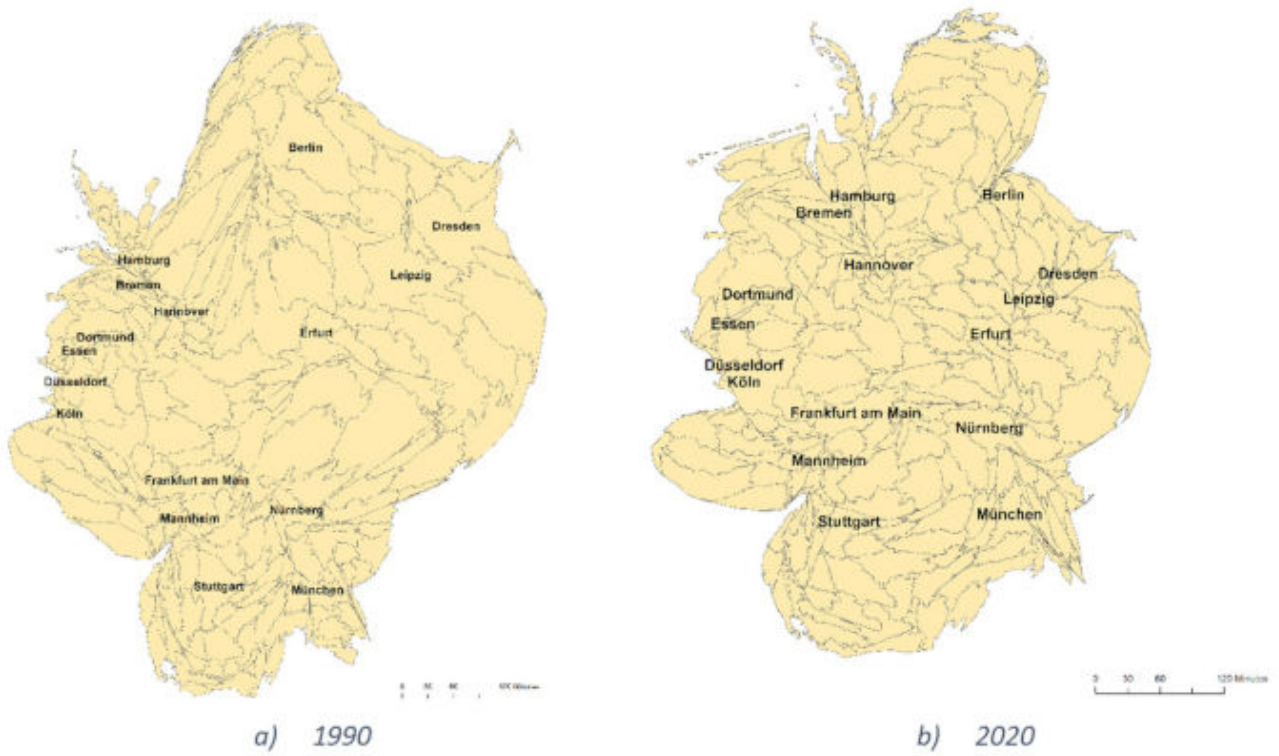 Berlin
Dresden
Hamburg
Leipzig
Bremen
Hannover
Erfurt
Dortmund
Essen
Düsseldorf
Köln
Frankfurt am Main
Nürnberg
Mannheim
Stuttgart
München
a) 1990
Hamburg
Berlin
Bremen
Hannover
Dresden
Dortmund
Leipzig
Essen
Erfurt
Düsseldorf
Köln
Frankfurt am Main
Nürnberg
Mannheim
Stuttgart
München
0 30 60 120 Minutes
b) 2020